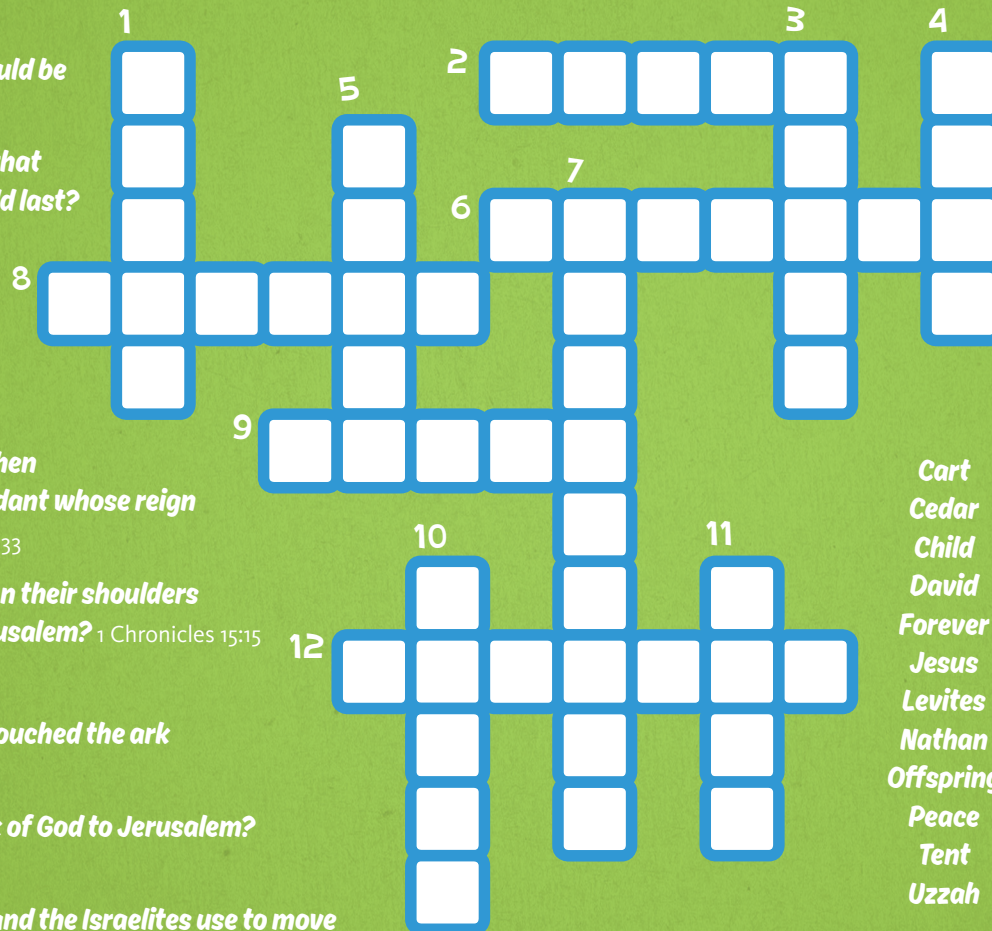 1
3
4
uld be
2
5
hat
7
ld last?
6
8
hen
9
dant whose reign
33
10
11
n their shoulders
usalem? 1 Chronicles 15:15
12
ouched the ark
of God to Jerusalem?
and the Israelites use to move
Cart
Cedar
Child
David
Forever
Jesus
Levites
Nathan
Offspring
Peace
Tent
Uzzah